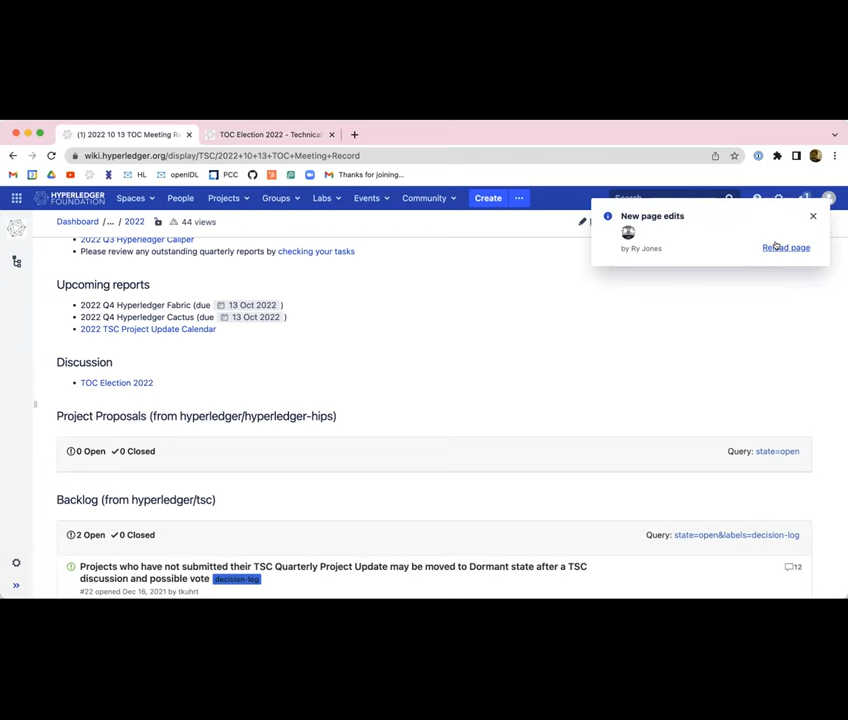 (1) 2022 10 13 TOC Meeting Re
TOC Election 2022 - Technical
wiki.hyperledger.org/display/TSC/2022+10+13+TOC+Meeting+Record
HL
openIDL
PCC
Thanks for joining...
HYPERLEDGER FOUNDATION
Spaces
People
Projects
Groups
Labs
Events
Community
Create
Search
Dashboard / ... / 2022
44 views
New page edits
by Ry Jones
Reload page
2022 Q3 Hyperledger Caliper
Please review any outstanding quarterly reports by checking your tasks
Upcoming reports
2022 Q4 Hyperledger Fabric (due 13 Oct 2022 )
2022 Q4 Hyperledger Cactus (due 13 Oct 2022 )
2022 TSC Project Update Calendar
Discussion
TOC Election 2022
Project Proposals (from hyperledger/hyperledger-hips)
0 Open ✓0 Closed
Query: state=open
Backlog (from hyperledger/tsc)
2 Open ✓0 Closed
Query: state=open&labels=decision-log
Projects who have not submitted their TSC Quarterly Project Update may be moved to Dormant state after a TSC
discussion and possible vote decision-log
12
#22 opened Dec 16, 2021 by tkuhrt